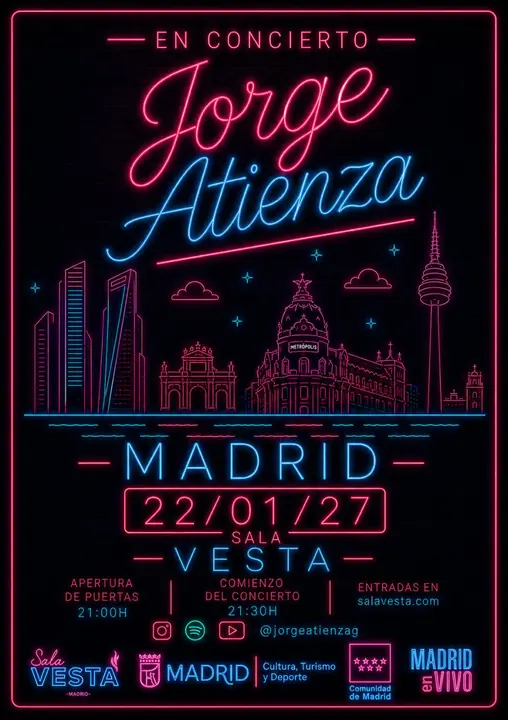 EN CONCIERTO
Jorge
Atienza
METRÓPOLIS
MADRID
22/01/27
SALA
VESTA
APERTURA
DE PUERTAS
21:00H
COMIENZO
DEL CONCIERTO
21:30H
ENTRADAS EN
salavesta.com
@jorgeatienzag
Sala
VESTA
-MADRID-
MADRID
Cultura, Turismo
y Deporte
Comunidad
de Madrid
MADRID
en VIVO